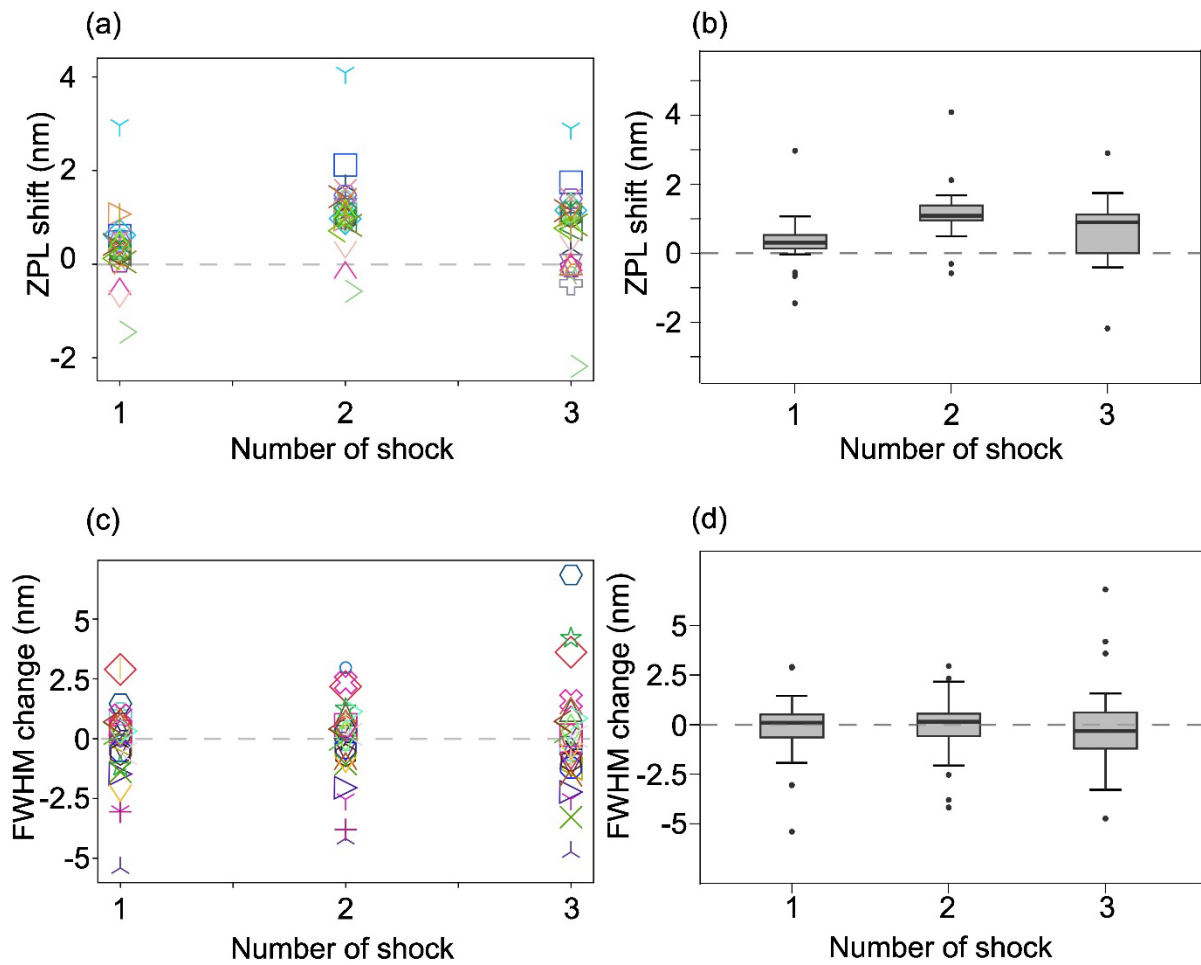 (a)
ZPL shift (nm)
4
2
0
-2
1 2 3
Number of shock
(b)
ZPL shift (nm)
4
2
0
-2
1 2 3
Number of shock
(c)
FWHM change (nm)
5
2.5
0
-2.5
-5
1 2 3
Number of shock
(d)
FWHM change (nm)
5
2.5
0
-2.5
-5
1 2 3
Number of shock